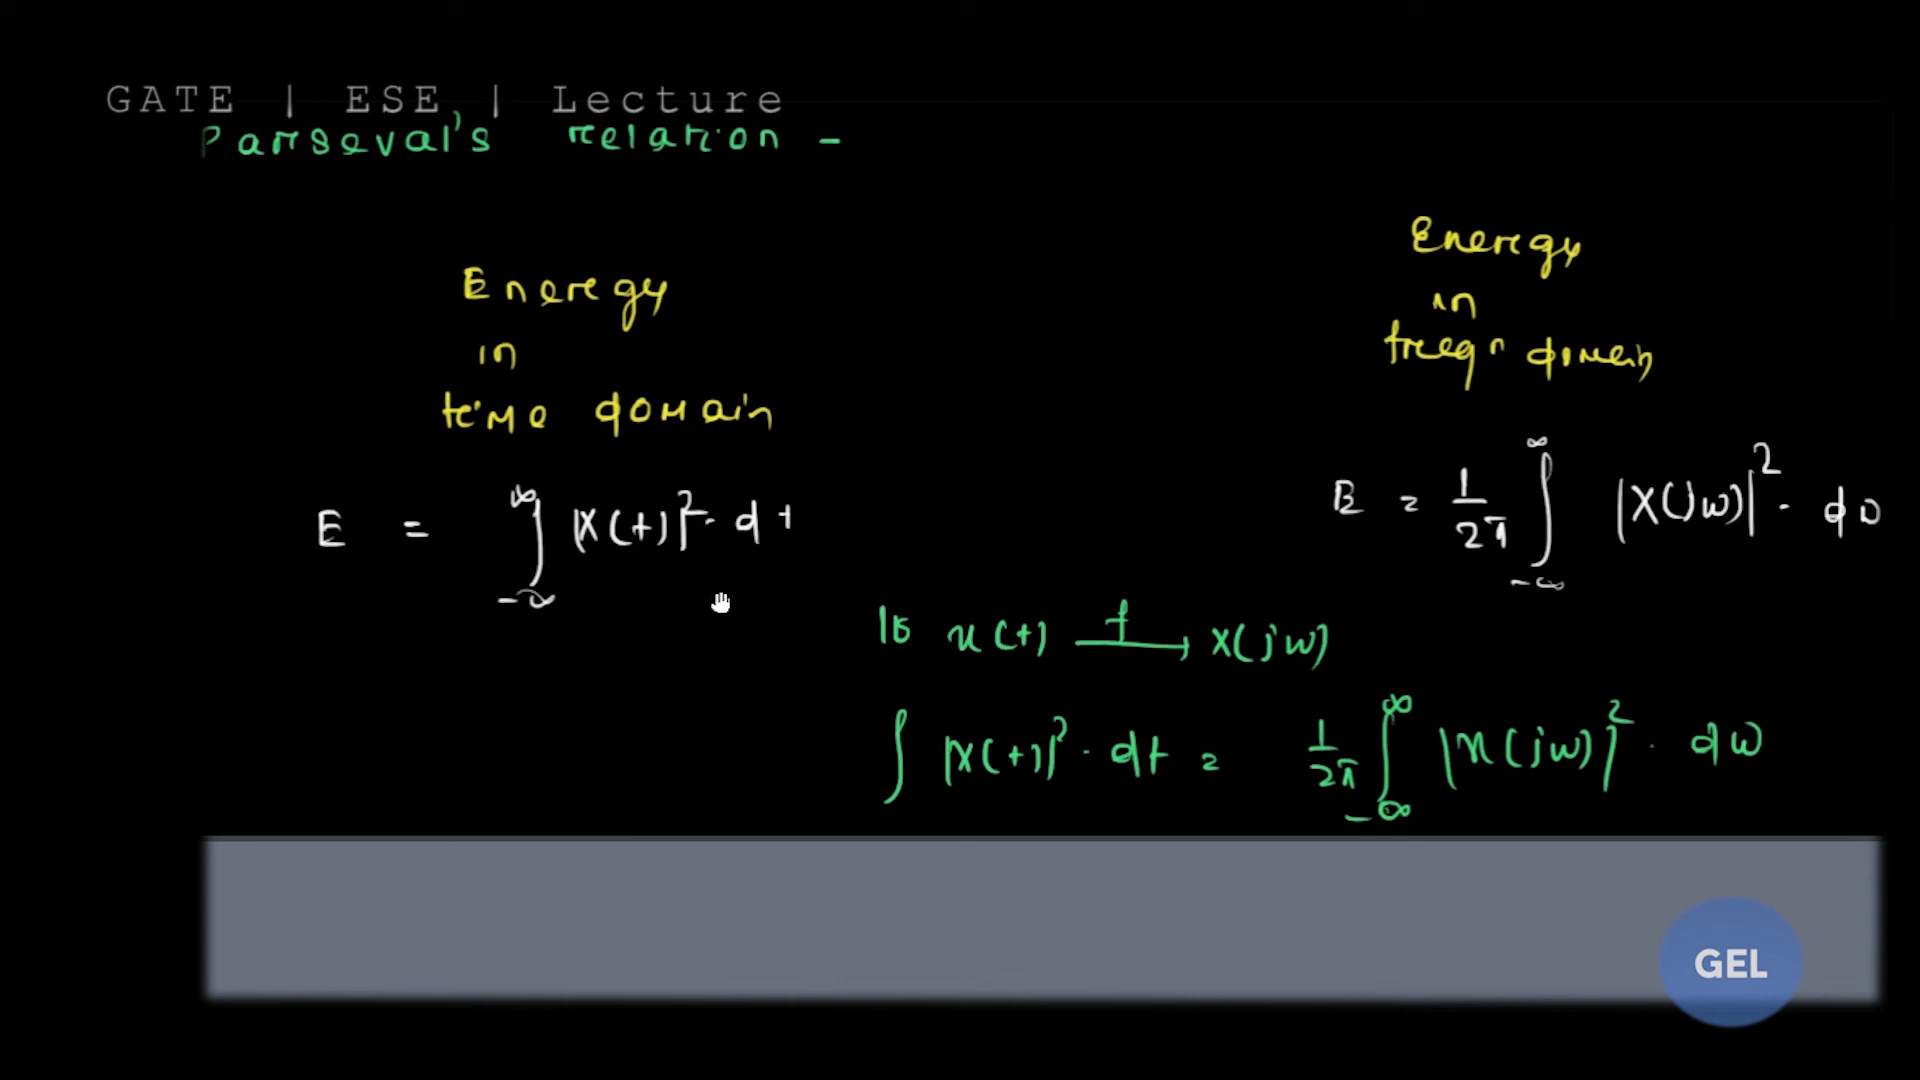 GATE | ESE | Lecture
Parseval's relation -
Energy
in
time domain
E = ∫_{-∞}^{∞} |x(t)|² · dt
Energy
in
freqⁿ domain
E = 1/2π ∫_{-∞}^{∞} |X(jω)|² · dω
If x(t) —f→ X(jω)
∫ |x(t)|² · dt = 1/2π ∫_{-∞}^{∞} |x(jω)|² · dω
GEL